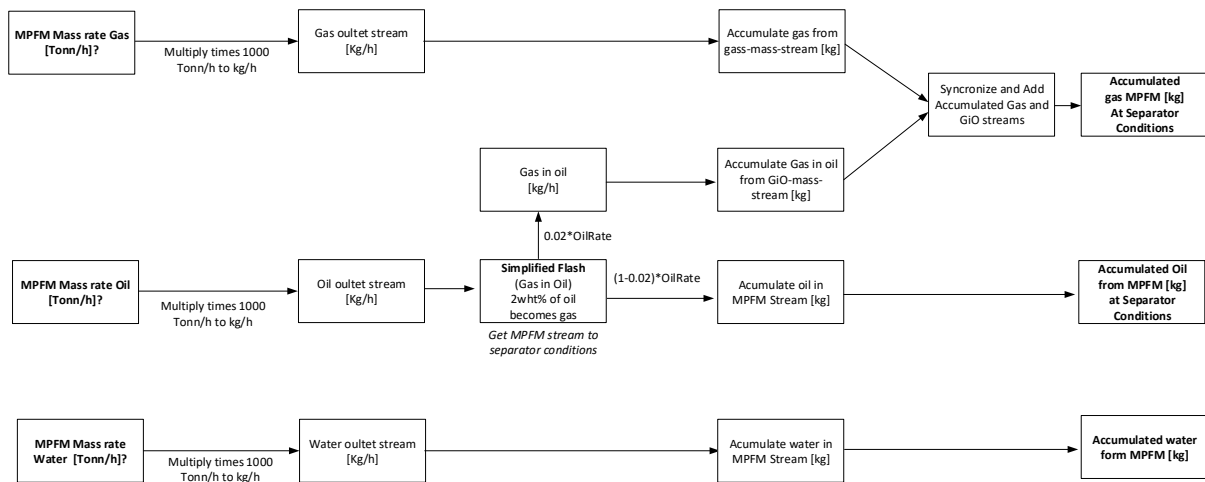 MPFM Mass rate Gas
[Tonn/h]?
Multiply times 1000
Tonn/h to kg/h
Gas oultet stream
[Kg/h]
Accumulate gas from
gass-mass-stream [kg]
Syncronize and Add
Accumulated Gas and
GiO streams
Accumulated
gas MPFM [kg]
At Separator
Conditions
Gas in oil
[kg/h]
Accumulate Gas in oil
from GiO-mass-
stream [kg]
0.02*OilRate
MPFM Mass rate Oil
[Tonn/h]?
Multiply times 1000
Tonn/h to kg/h
Oil oultet stream
[Kg/h]
Simplified Flash
(Gas in Oil)
2wht% of oil
becomes gas
Get MPFM stream to
separator conditions
(1-0.02)*OilRate
Acumulate oil in
MPFM Stream [kg]
Accumulated Oil
from MPFM [kg]
at Separator
Conditions
MPFM Mass rate
Water  [Tonn/h]?
Multiply times 1000
Tonn/h to kg/h
Water oultet stream
[Kg/h]
Acumulate water in
MPFM Stream [kg]
Accumulated water
form MPFM [kg]